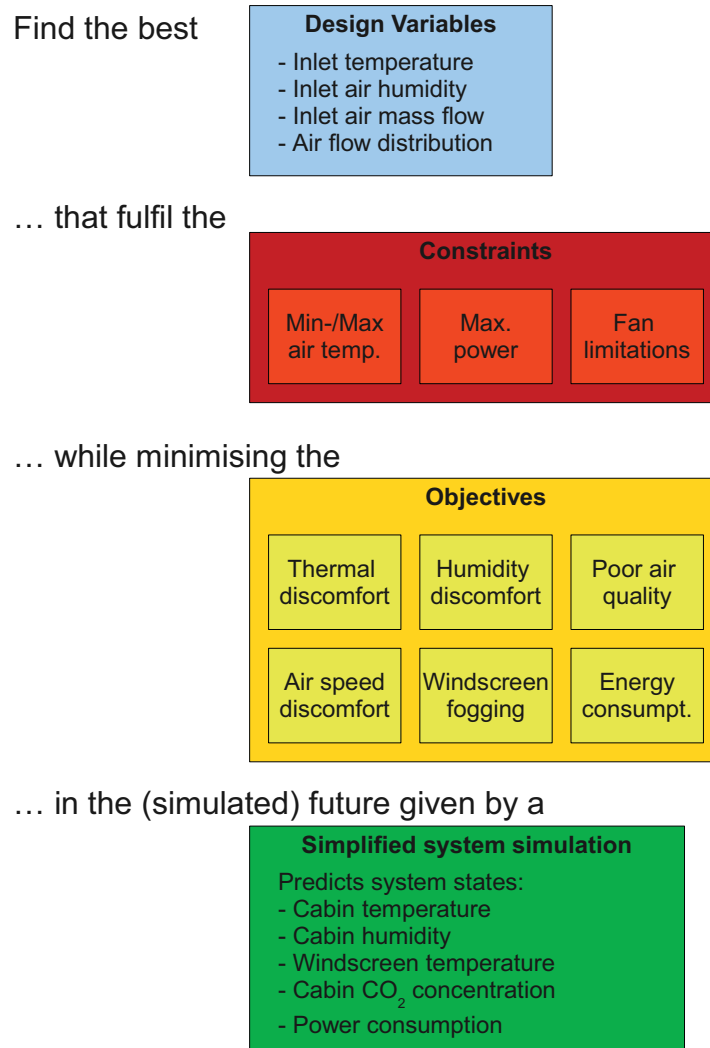 Find the best
Design Variables
- Inlet temperature
- Inlet air humidity
- Inlet air mass flow
- Air flow distribution
… that fulfil the
Constraints
Min-/Max
air temp.
Max.
power
Fan
limitations
… while minimising the
Objectives
Thermal
discomfort
Humidity
discomfort
Poor air
quality
Air speed
discomfort
Windscreen
fogging
Energy
consumpt.
… in the (simulated) future given by a
Simplified system simulation
Predicts system states:
- Cabin temperature
- Cabin humidity
- Windscreen temperature
- Cabin CO₂ concentration
- Power consumption